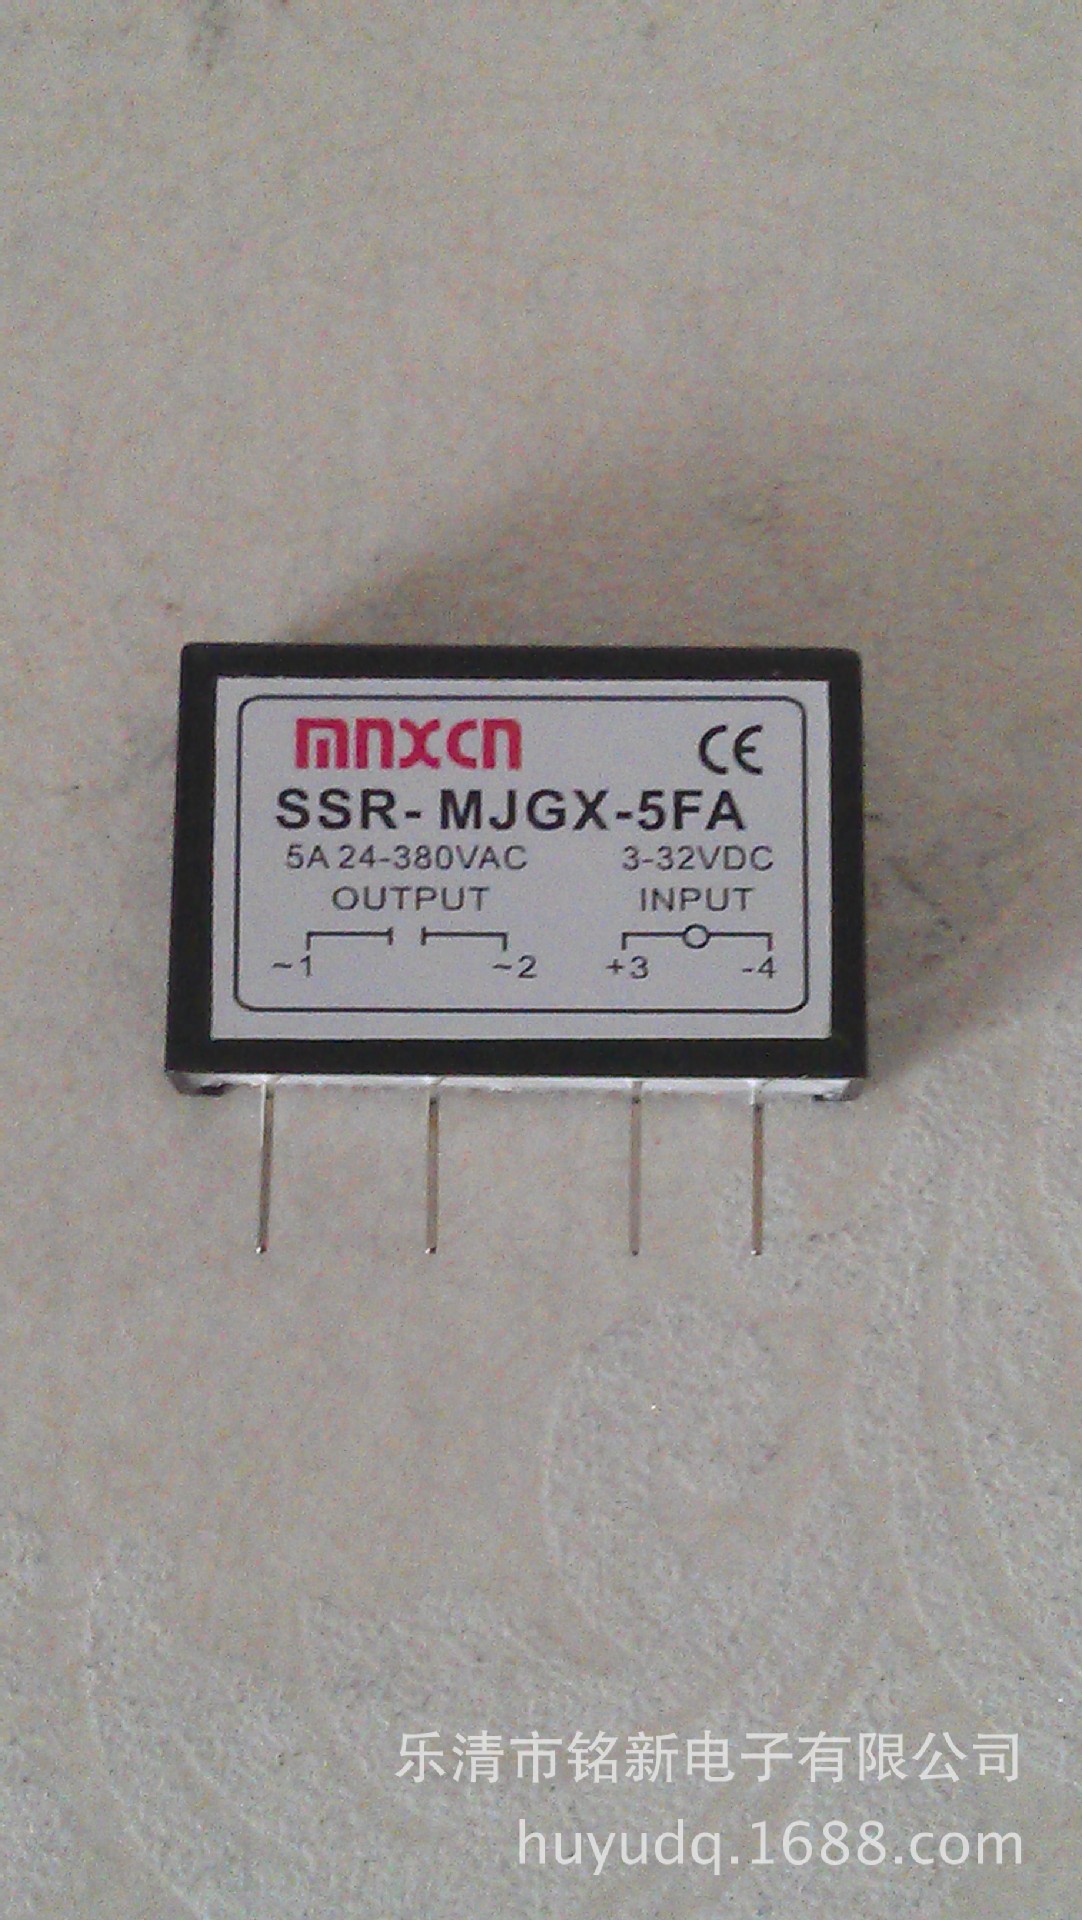 mnxcn CE
SSR-MJGX-5FA
5A 24-380VAC 3-32VDC
OUTPUT INPUT
~1 ~2 +3 -4
乐清市铭新电子有限公司
huyudq.1688.com